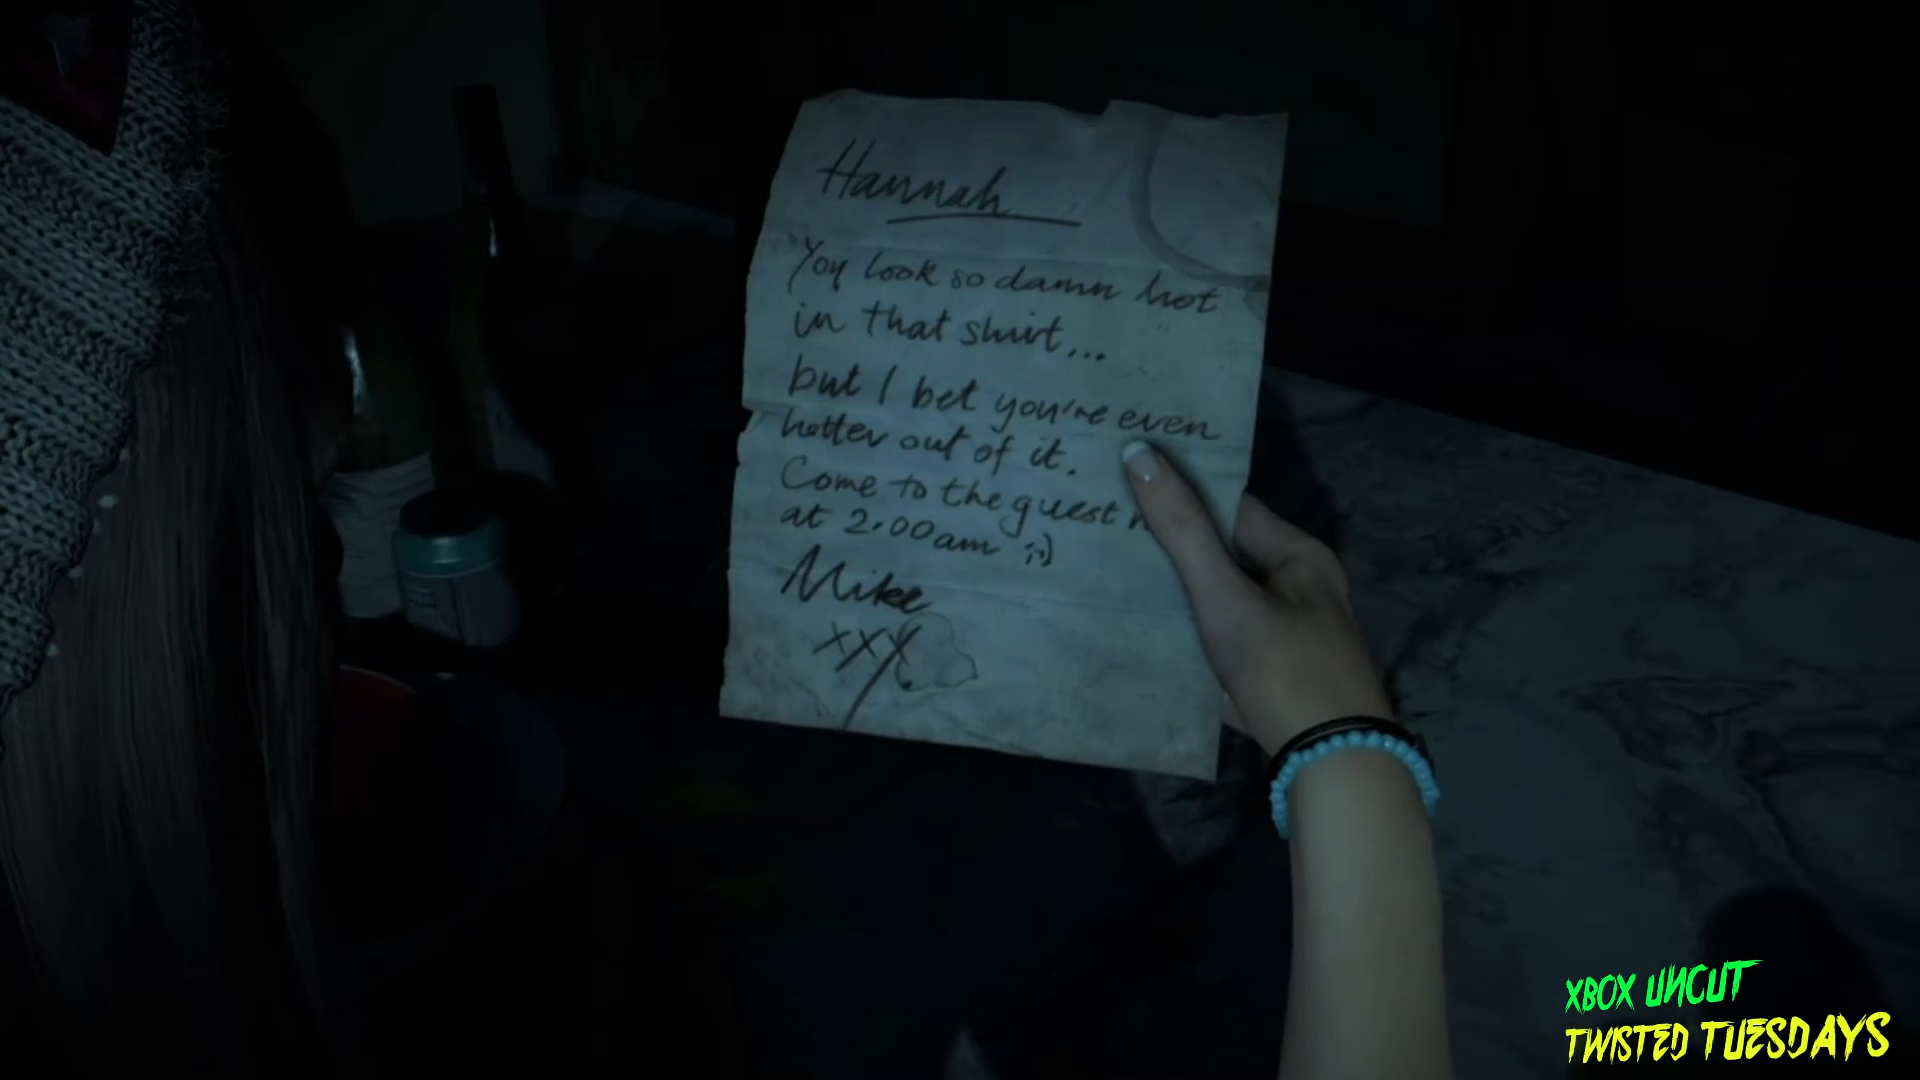 Hannah
You look so damn hot
in that shirt...
but I bet you're even
hotter out of it.
Come to the guest
at 2.00am ;)
Mike
xxx
XBOX UNCUT
TWISTED TUESDAYS